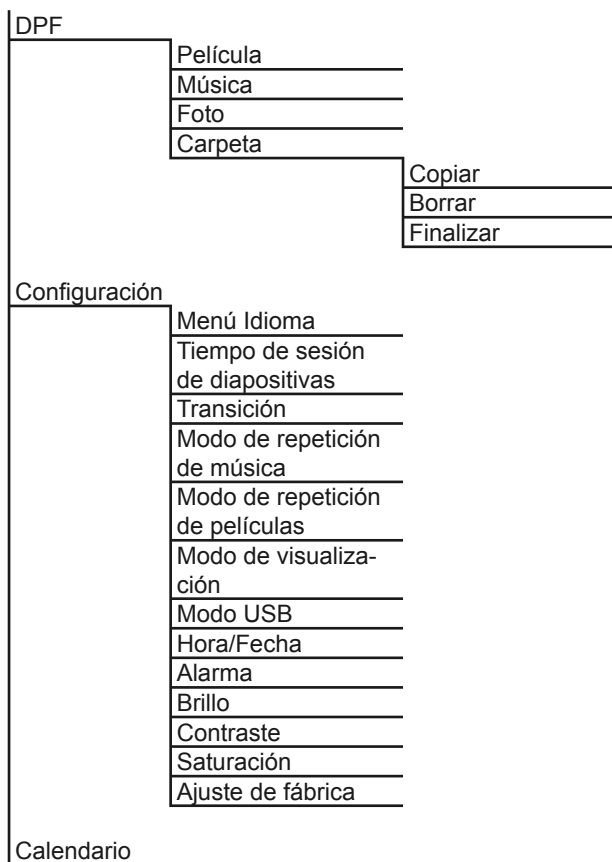 DPF
Película
Música
Foto
Carpeta
Copiar
Borrar
Finalizar
Configuración
Menú Idioma
Tiempo de sesión
de diapositivas
Transición
Modo de repetición
de música
Modo de repetición
de películas
Modo de visualiza-
ción
Modo USB
Hora/Fecha
Alarma
Brillo
Contraste
Saturación
Ajuste de fábrica
Calendario